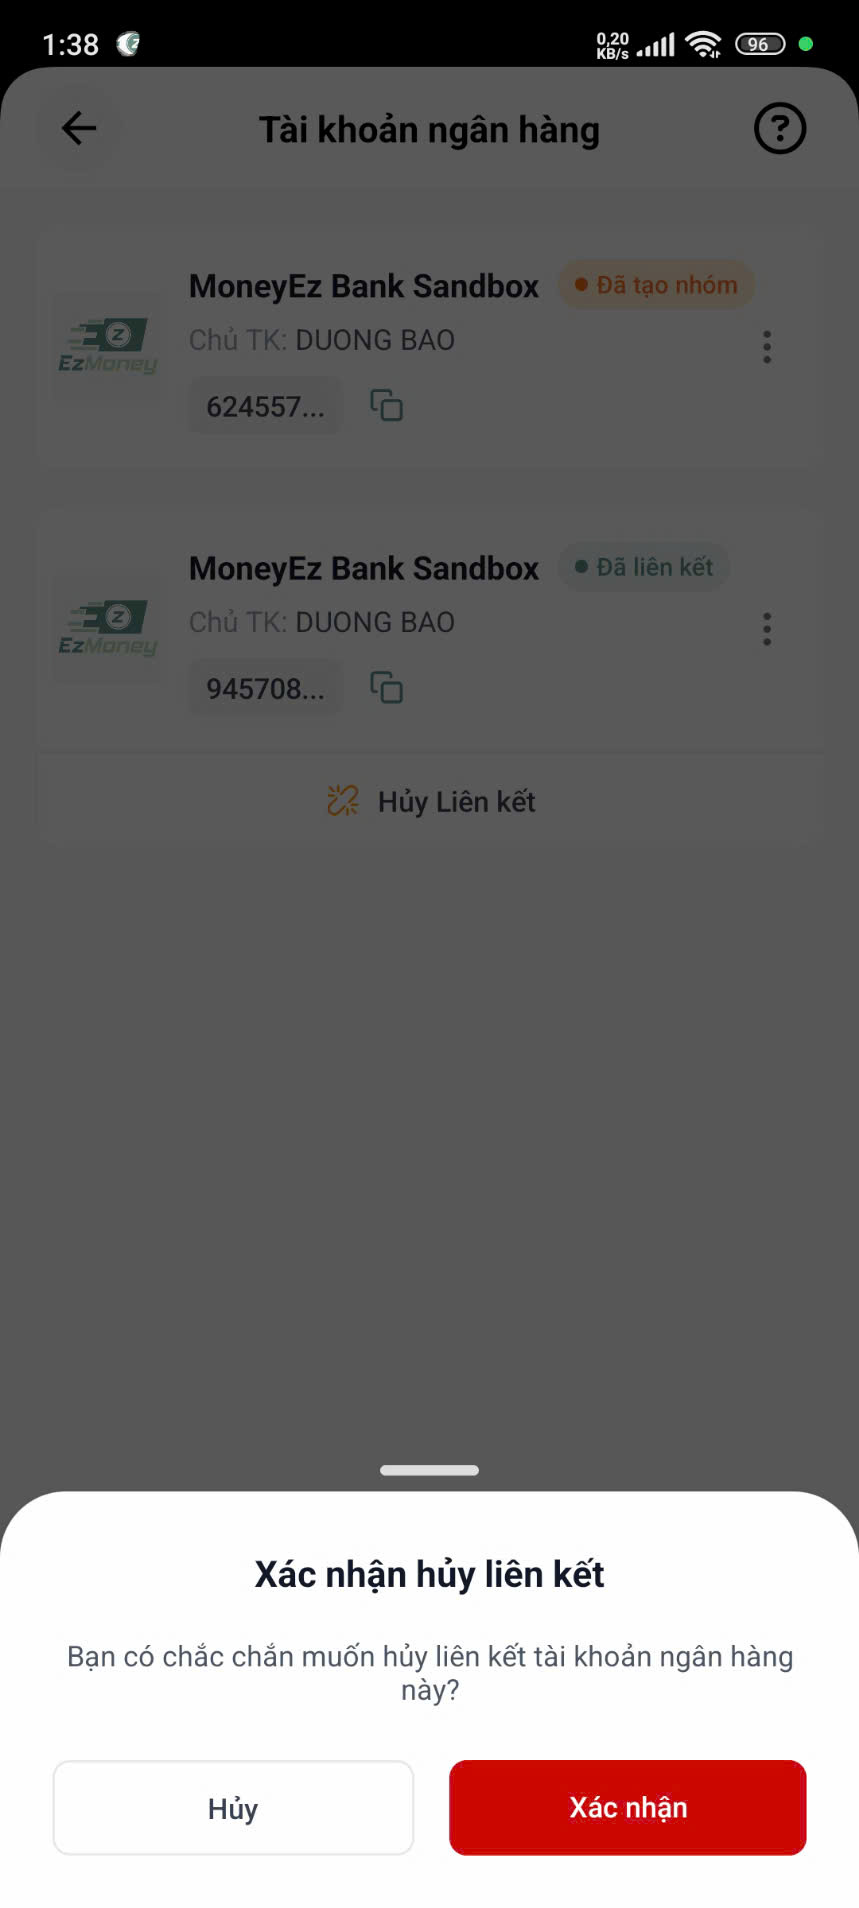 1:38
0,20
KB/s
96
Tài khoản ngân hàng
?
MoneyEz Bank Sandbox
Đã tạo nhóm
Chủ TK: DUONG BAO
Z
EzMoney
624557...
MoneyEz Bank Sandbox
Đã liên kết
Chủ TK: DUONG BAO
Z
EzMoney
945708...
Hủy Liên kết
Xác nhận hủy liên kết
Bạn có chắc chắn muốn hủy liên kết tài khoản ngân hàng
này?
Hủy
Xác nhận